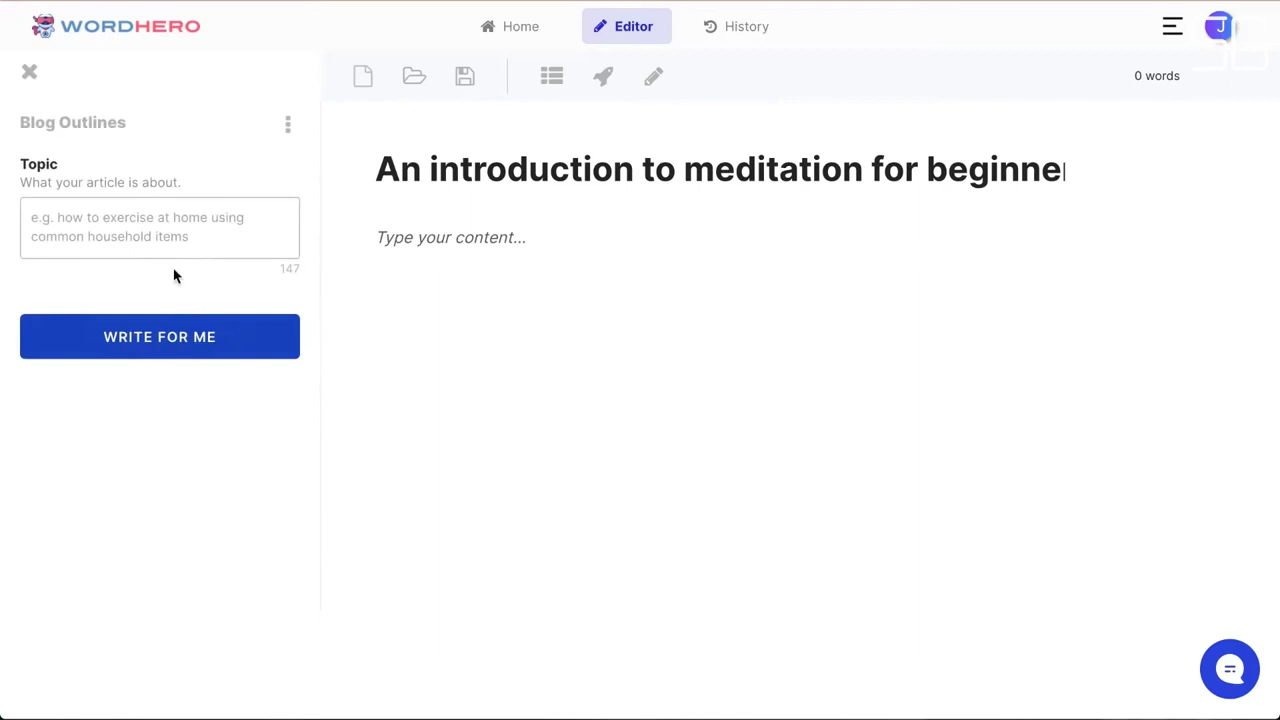 WORDHERO
Home
Editor
History
J
0 words
Blog Outlines
Topic
What your article is about.
e.g. how to exercise at home using
common household items
147
WRITE FOR ME
An introduction to meditation for beginne
Type your content...